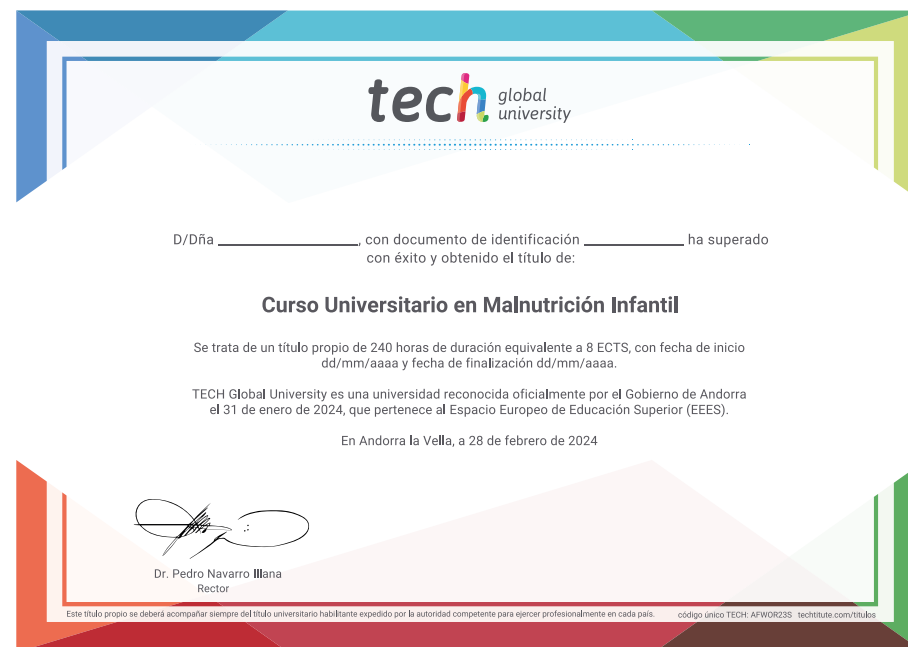 tech global university
D/Dña ____________________, con documento de identificación ______________ ha superado
con éxito y obtenido el título de:
Curso Universitario en Malnutrición Infantil
Se trata de un título propio de 240 horas de duración equivalente a 8 ECTS, con fecha de inicio
dd/mm/aaaa y fecha de finalización dd/mm/aaaa.
TECH Global University es una universidad reconocida oficialmente por el Gobierno de Andorra
el 31 de enero de 2024, que pertenece al Espacio Europeo de Educación Superior (EEES).
En Andorra la Vella, a 28 de febrero de 2024
Dr. Pedro Navarro Illana
Rector
Este título propio se deberá acompañar siempre del título universitario habilitante expedido por la autoridad competente para ejercer profesionalmente en cada país. código único TECH: AFWOR23S techtitute.com/titulos